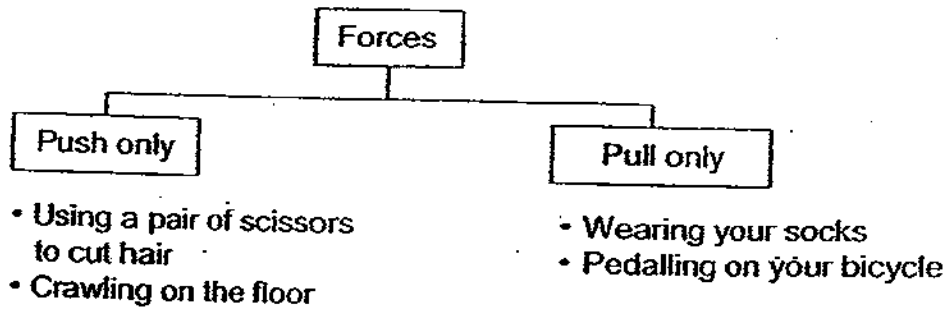 Forces
Push only
Pull only
• Using a pair of scissors
to cut hair
• Crawling on the floor
• Wearing your socks
• Pedalling on your bicycle